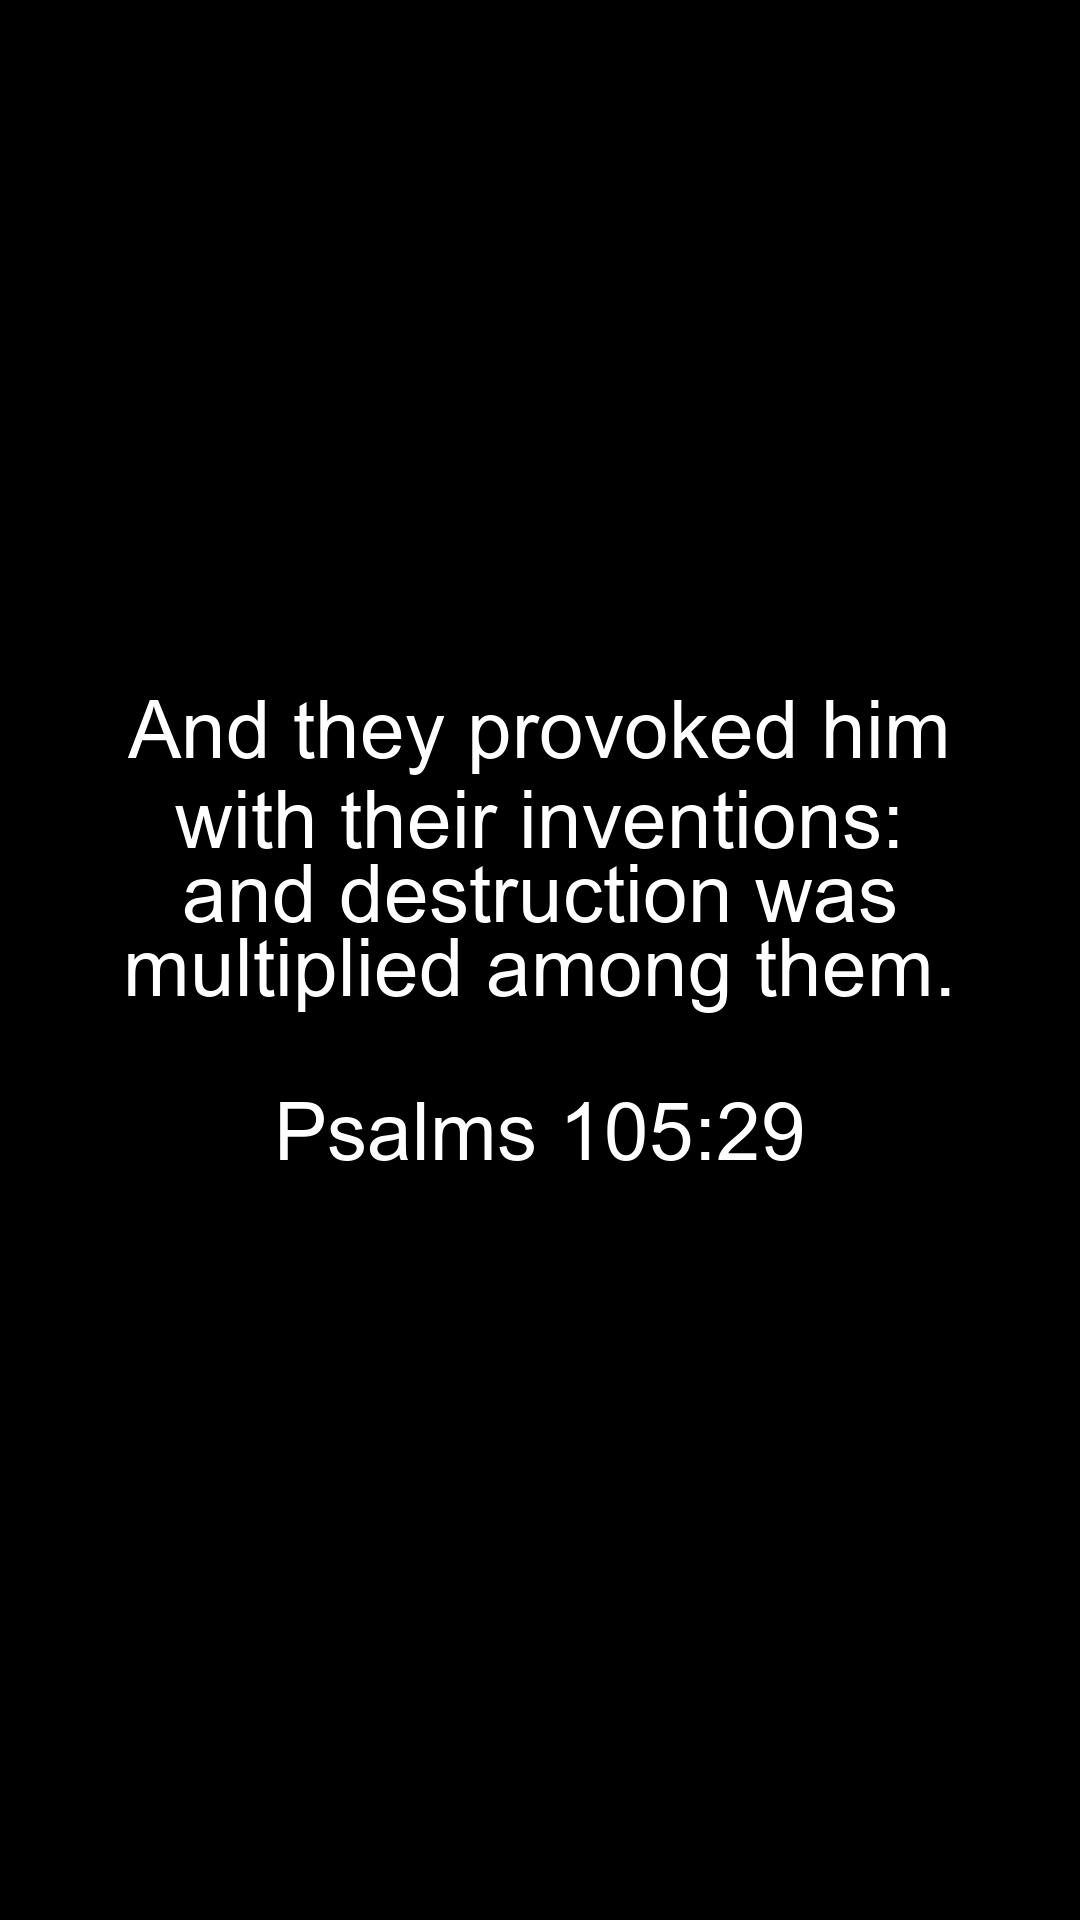 And they provoked him
with their inventions:
and destruction was
multiplied among them.
Psalms 105:29